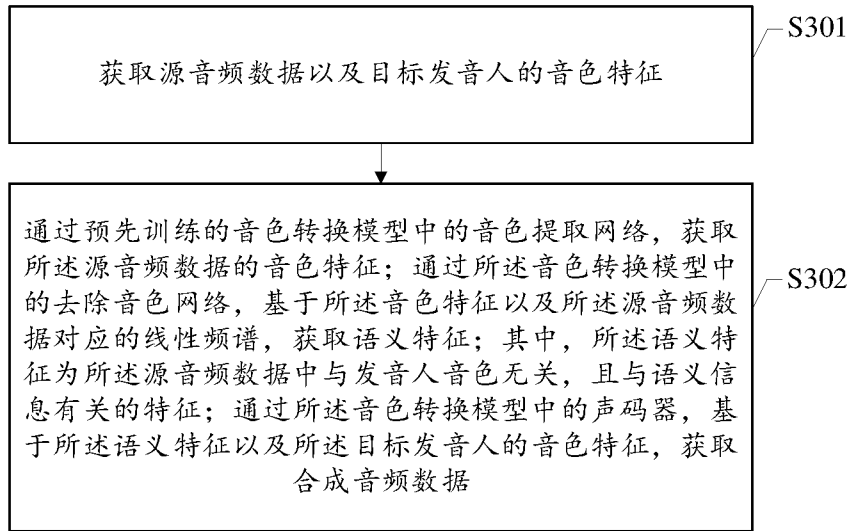 S301
获取源音频数据以及目标发音人的音色特征
通过预先训练的音色转换模型中的音色提取网络，获取
所述源音频数据的音色特征；通过所述音色转换模型中
的去除音色网络，基于所述音色特征以及所述源音频数
据对应的线性频谱，获取语义特征；其中，所述语义特
征为所述源音频数据中与发音人音色无关，且与语义信
息有关的特征；通过所述音色转换模型中的声码器，基
于所述语义特征以及所述目标发音人的音色特征，获取
合成音频数据
S302